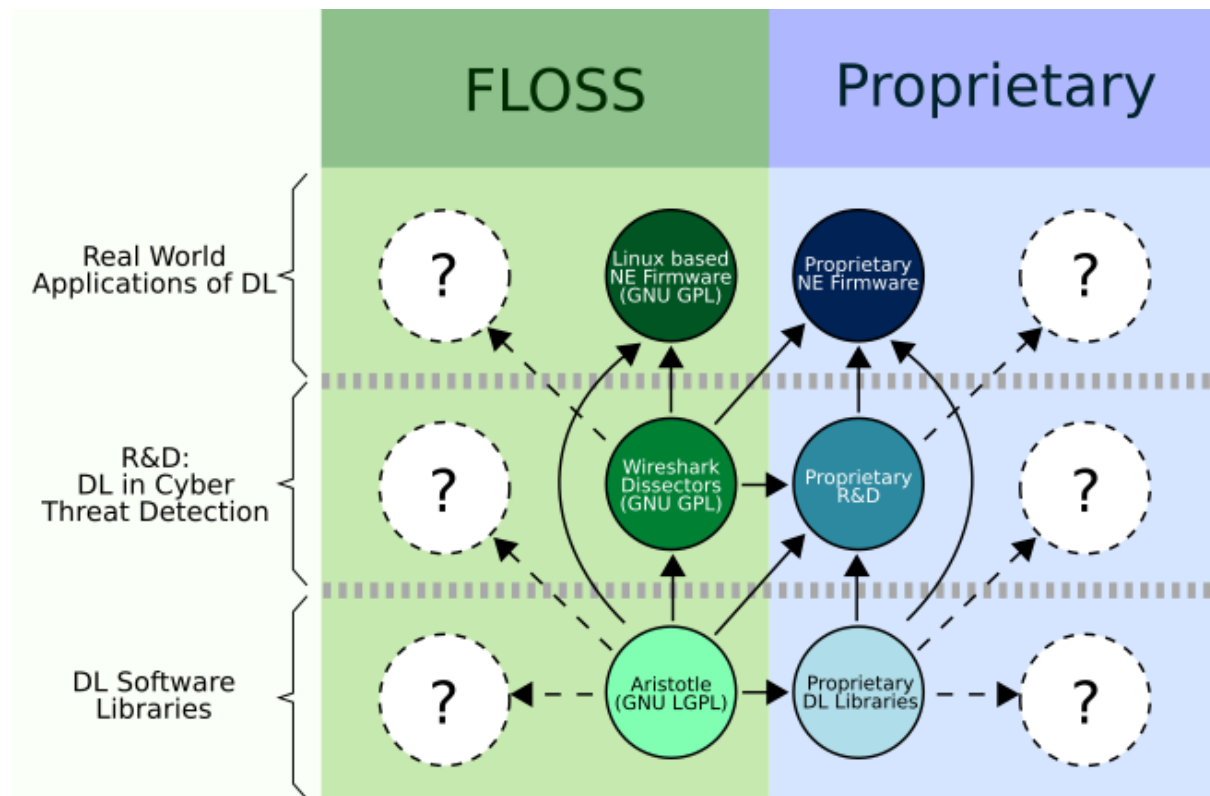 FLOSS
Proprietary
Real World
Applications of DL
?
Linux based
NE Firmware
(GNU GPL)
Proprietary
NE Firmware
?
R&D:
DL in Cyber
Threat Detection
?
Wireshark
Dissectors
(GNU GPL)
Proprietary
R&D
?
DL Software
Libraries
?
Aristotle
(GNU LGPL)
Proprietary
DL Libraries
?